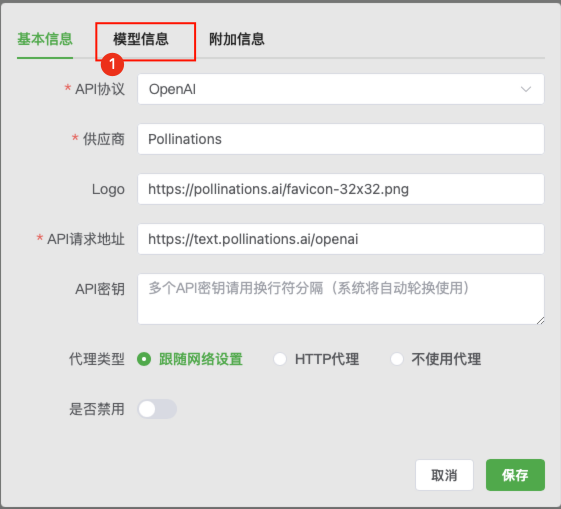 基本信息 模型信息 附加信息
1
* API协议 OpenAI
* 供应商 Pollinations
Logo https://pollinations.ai/favicon-32x32.png
* API请求地址 https://text.pollinations.ai/openai
API密钥 多个API密钥请用换行符分隔（系统将自动轮换使用）
代理类型 跟随网络设置 HTTP代理 不使用代理
是否禁用
取消 保存